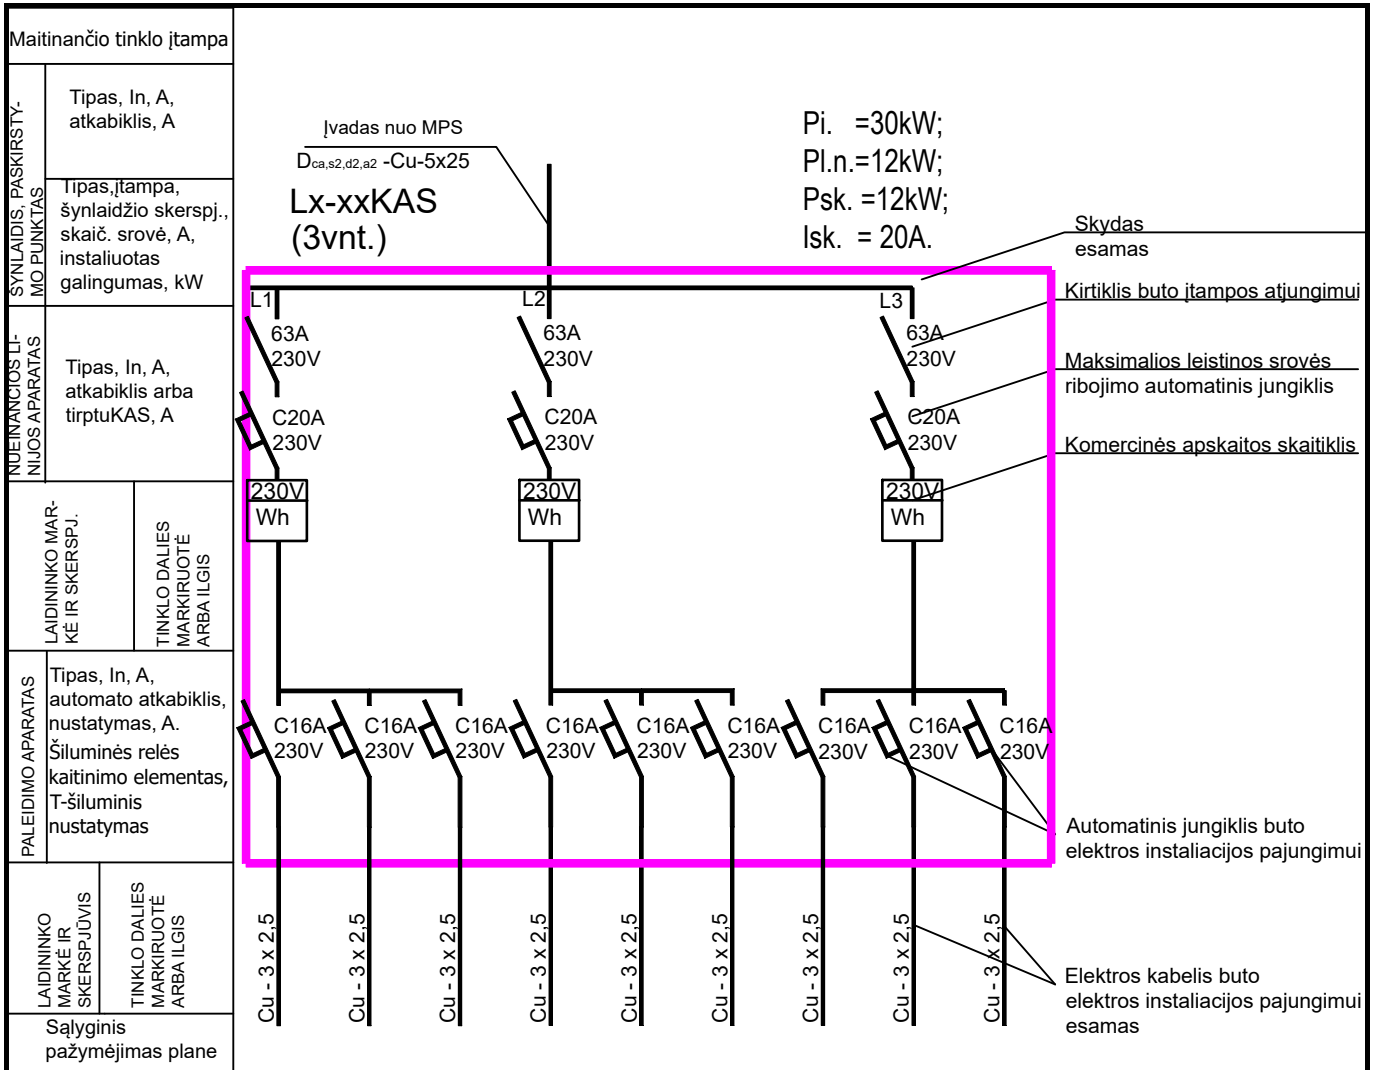 Maitinančio tinklo įtampa
ŠYNLAIDIS, PASKIRSTY-
MO PUNKTAS
Tipas, In, A,
atkabiklis, A
Tipas,įtampa,
šynlaidžio skerspj.,
skaič. srovė, A,
instaliuotas
galingumas, kW
NUEINANČIOS LI-
NIJOS APARATAS
Tipas, In, A,
atkabiklis arba
tirptuKAS, A
LAIDININKO MAR-
KĖ IR SKERSPJ.
TINKLO DALIES
MARKIRUOTĖ
ARBA ILGIS
PALEIDIMO APARATAS
Tipas, In, A,
automato atkabiklis,
nustatymas, A.
Šiluminės relės
kaitinimo elementas,
T-šiluminis
nustatymas
LAIDININKO
MARKĖ IR
SKERSPJŪVIS
TINKLO DALIES
MARKIRUOTĖ
ARBA ILGIS
Sąlyginis
pažymėjimas plane
Įvadas nuo MPS
Dca,s2,d2,a2 -Cu-5x25
Lx-xxKAS
(3vnt.)
Pi. =30kW;
Pl.n.=12kW;
Psk. =12kW;
Isk. = 20A.
L1
L2
L3
63A
230V
63A
230V
63A
230V
C20A
230V
C20A
230V
C20A
230V
230V
Wh
230V
Wh
230V
Wh
C16A
230V
C16A
230V
C16A
230V
C16A
230V
C16A
230V
C16A
230V
C16A
230V
C16A
230V
C16A
230V
Cu - 3 x 2,5
Cu - 3 x 2,5
Cu - 3 x 2,5
Cu - 3 x 2,5
Cu - 3 x 2,5
Cu - 3 x 2,5
Cu - 3 x 2,5
Cu - 3 x 2,5
Cu - 3 x 2,5
Skydas
esamas
Kirtiklis buto įtampos atjungimui
Maksimalios leistinos srovės
ribojimo automatinis jungiklis
Komercinės apskaitos skaitiklis
Automatinis jungiklis buto
elektros instaliacijos pajungimui
Elektros kabelis buto
elektros instaliacijos pajungimui
esamas